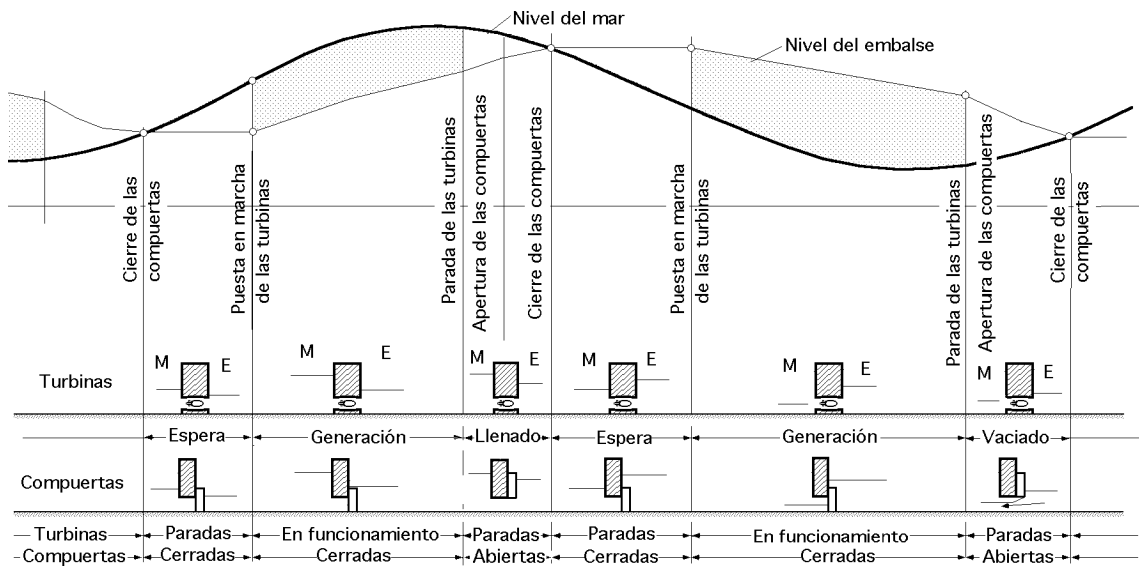 Nivel del mar
Nivel del embalse
Cierre de las
compuertas
Puesta en marcha
de las turbinas
Parada de las turbinas
Apertura de las compuertas
Cierre de las compuertas
Puesta en marcha
de las turbinas
Parada de las turbinas
Apertura de las compuertas
Cierre de las
compuertas
Turbinas
M E
M E
M E
M E
M E
M E
Espera Generación Llenado Espera Generación Vaciado
Compuertas
Turbinas Paradas En funcionamiento Paradas Paradas En funcionamiento Paradas
Compuertas Cerradas Cerradas Abiertas Cerradas Cerradas Abiertas